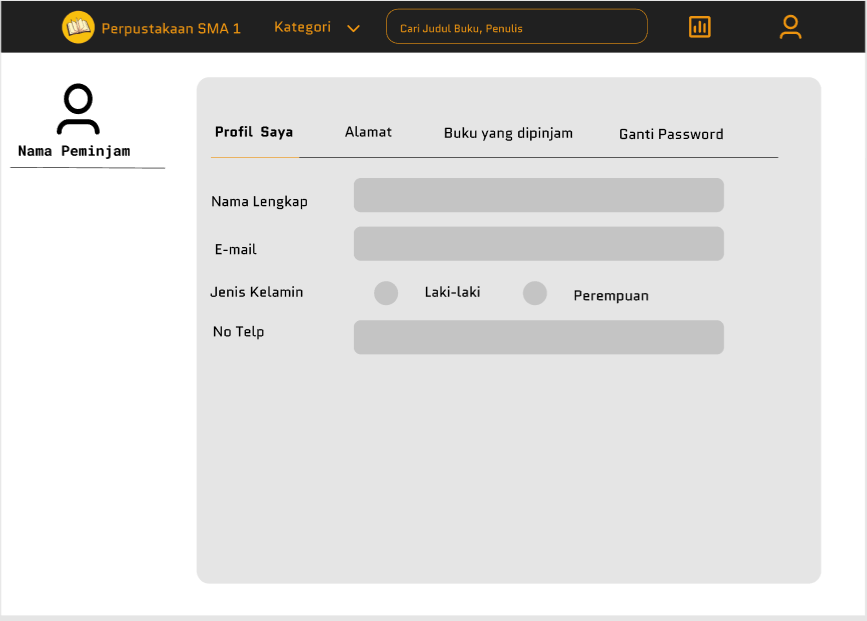 Perpustakaan SMA 1
Kategori
Cari Judul Buku, Penulis
Nama Peminjam
Profil Saya
Alamat
Buku yang dipinjam
Ganti Password
Nama Lengkap
E-mail
Jenis Kelamin
Laki-laki
Perempuan
No Telp